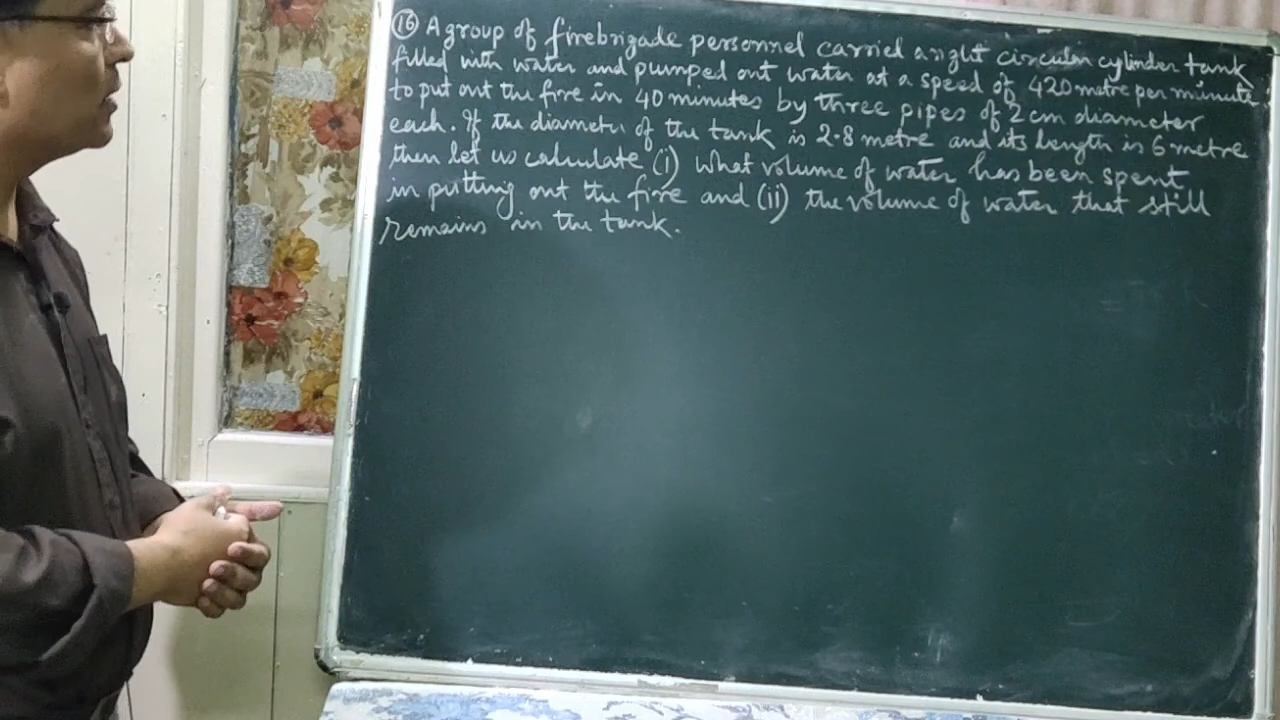 (16) A group of firebrigade personnel carried a right circular cylinder tank
filled with water and pumped out water at a speed of 420 metre per minute
to put out the fire in 40 minutes by three pipes of 2 cm diameter
each. If the diameter of the tank is 2.8 metre and its length is 6 metre
then let us calculate (i) What volume of water has been spent
in putting out the fire and (ii) the volume of water that still
remains in the tank.